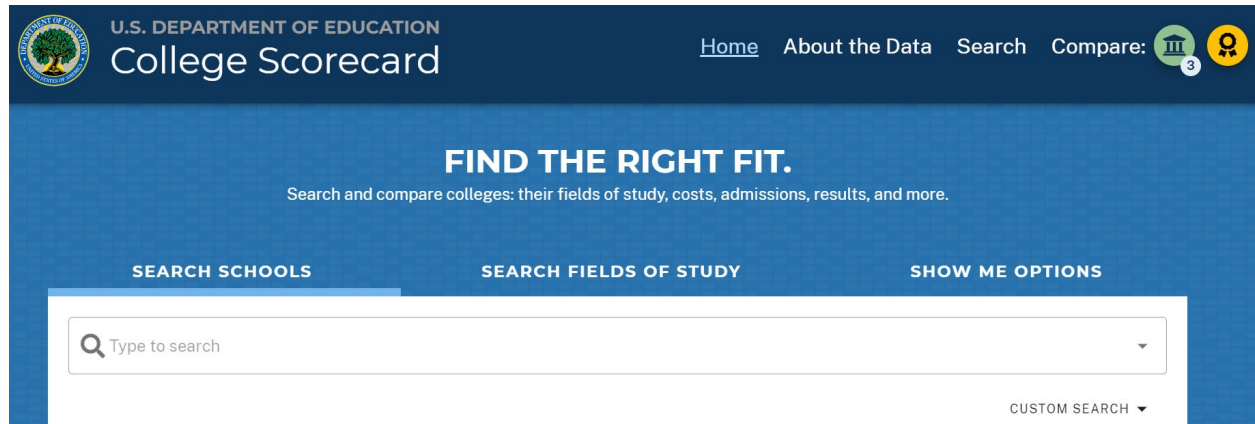 U.S. DEPARTMENT OF EDUCATION
College Scorecard
Home About the Data Search Compare: 3
FIND THE RIGHT FIT.
Search and compare colleges: their fields of study, costs, admissions, results, and more.
SEARCH SCHOOLS SEARCH FIELDS OF STUDY SHOW ME OPTIONS
Type to search
CUSTOM SEARCH